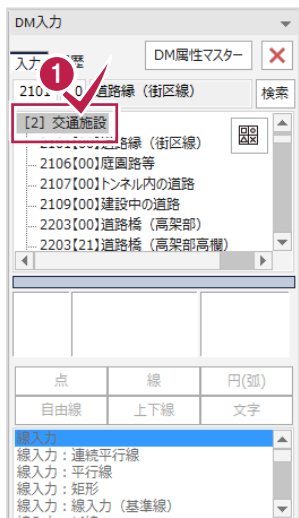 DM入力
入力
歴
DM属性マスター
1
2101 0 道路縁（街区線）
検索
[2] 交通施設
2101【00】道路縁（街区線）
2106【00】庭園路等
2107【00】トンネル内の道路
2109【00】建設中の道路
2203【00】道路橋（高架部）
2203【21】道路橋（高架部高欄）
点 線 円(弧)
自由線 上下線 文字
線入力
線入力：連続平行線
線入力：平行線
線入力：矩形
線入力：線入力（基準線）